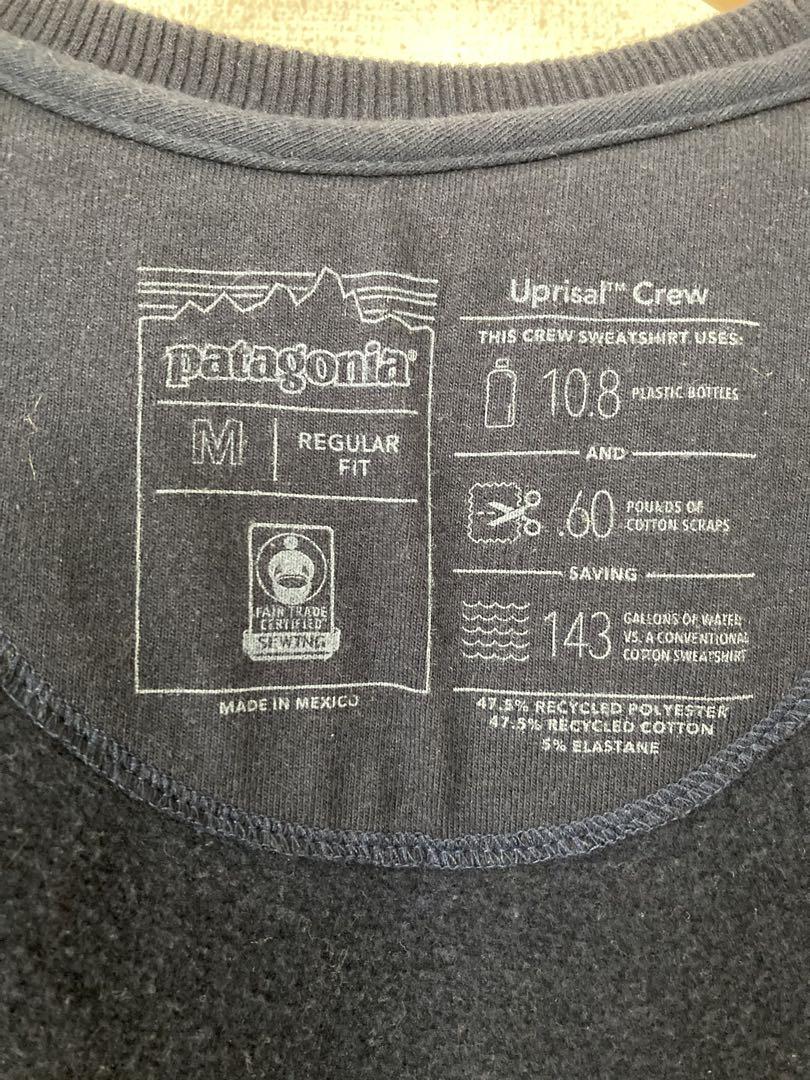 patagonia®
M
REGULAR
FIT
FAIR TRADE
CERTIFIED™
SEWING
MADE IN MEXICO
Uprisal™ Crew
THIS CREW SWEATSHIRT USES:
10.8 PLASTIC BOTTLES
AND
.60 POUNDS OF
COTTON SCRAPS
SAVING
143 GALLONS OF WATER
VS. A CONVENTIONAL
COTTON SWEATSHIRT
47.5% RECYCLED POLYESTER
47.5% RECYCLED COTTON
5% ELASTANE